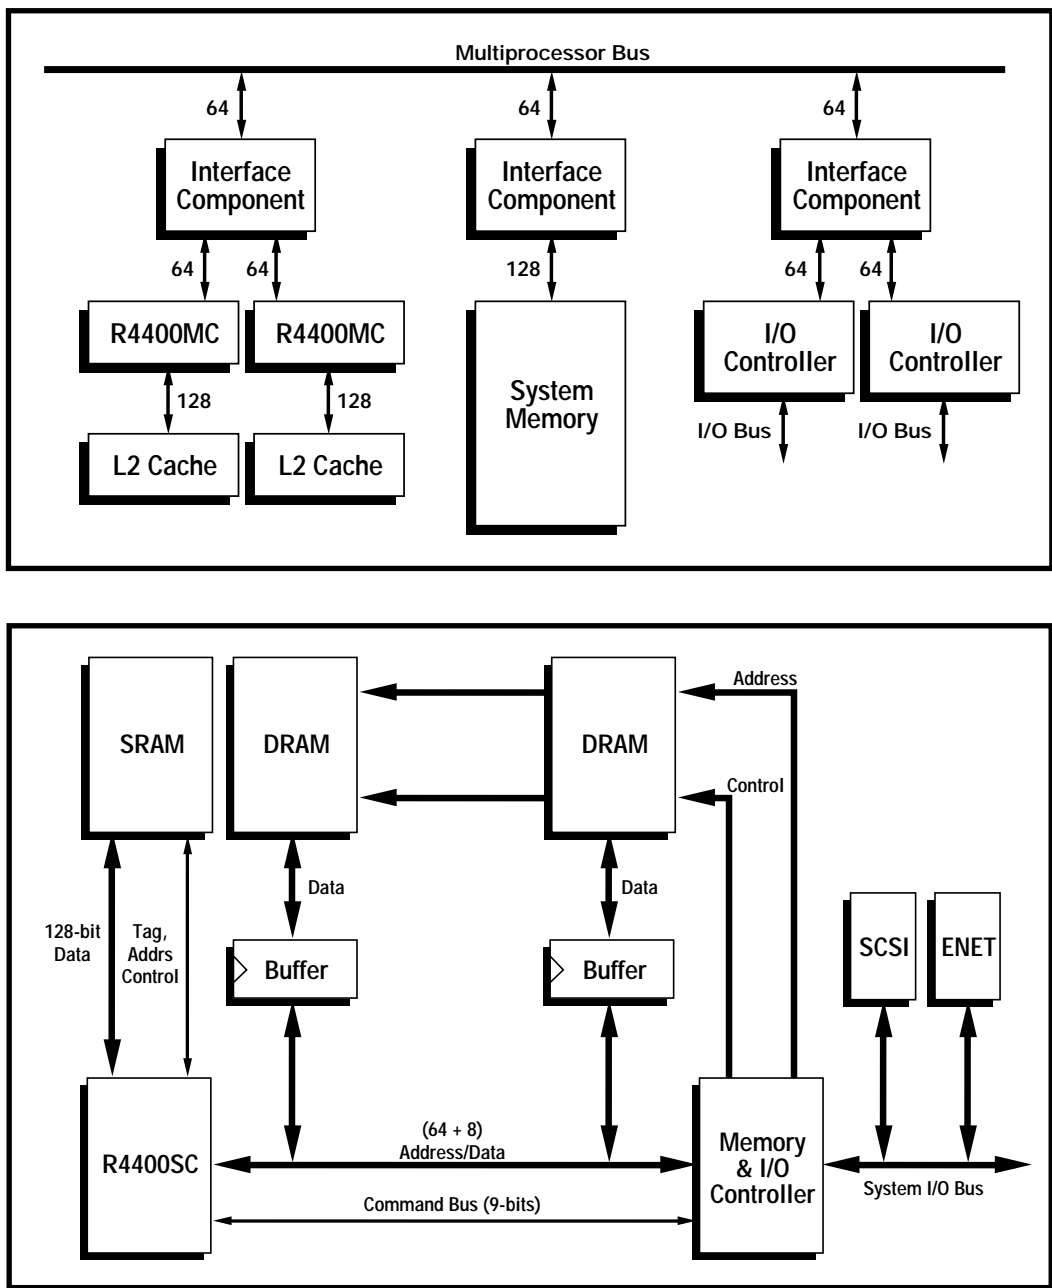 Multiprocessor Bus
64
64
64
Interface
Component
Interface
Component
Interface
Component
64
64
128
64
64
R4400MC
R4400MC
System
Memory
I/O
Controller
I/O
Controller
128
128
I/O Bus
I/O Bus
L2 Cache
L2 Cache
SRAM
DRAM
DRAM
Address
Control
Data
Data
128-bit
Data
Tag,
Addrs
Control
Buffer
Buffer
SCSI
ENET
R4400SC
(64 + 8)
Address/Data
Memory
& I/O
Controller
System I/O Bus
Command Bus (9-bits)